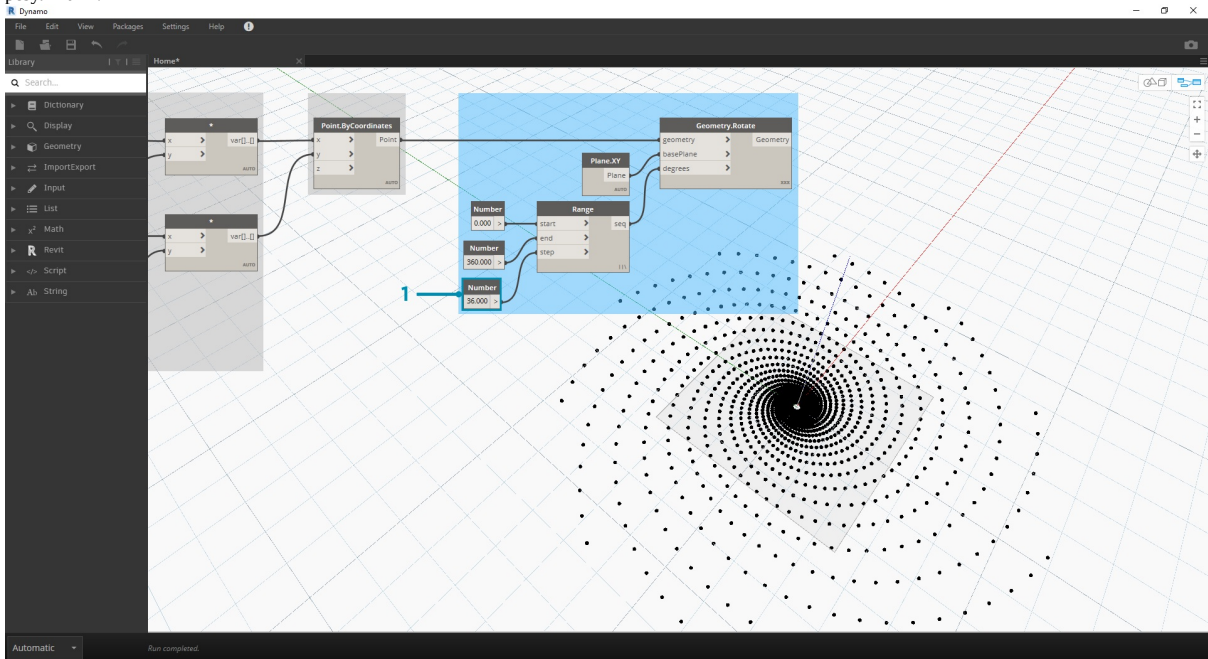 Dynamo
File Edit View Packages Settings Help
Library
Home*
Search...
Dictionary
Display
Geometry
ImportExport
Input
List
Math
Revit
Script
String
*
x var[]..[]
y
AUTO
*
x var[]..[]
y
AUTO
Point.ByCoordinates
x Point
y
z
AUTO
Geometry.Rotate
geometry Geometry
basePlane
degrees
XXX
Plane.XY
Plane
AUTO
Number
0.000 >
Number
360.000 >
Number
36.000 >
Range
start seq
end
step
1
Automatic
Run completed.